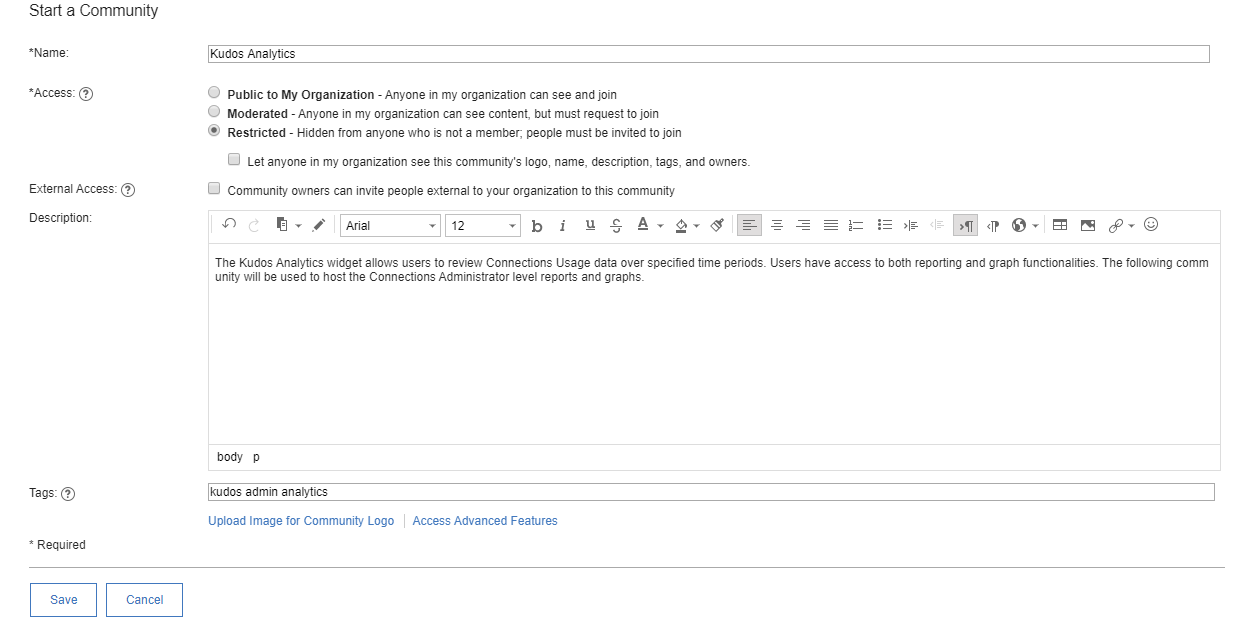 Start a Community
*Name:
Kudos Analytics
*Access: ?
Public to My Organization - Anyone in my organization can see and join
Moderated - Anyone in my organization can see content, but must request to join
Restricted - Hidden from anyone who is not a member; people must be invited to join
Let anyone in my organization see this community's logo, name, description, tags, and owners.
External Access: ?
Community owners can invite people external to your organization to this community
Description:
Arial 12 b i u S A
The Kudos Analytics widget allows users to review Connections Usage data over specified time periods. Users have access to both reporting and graph functionalities. The following comm
unity will be used to host the Connections Administrator level reports and graphs.
body p
Tags: ?
kudos admin analytics
Upload Image for Community Logo | Access Advanced Features
* Required
Save Cancel